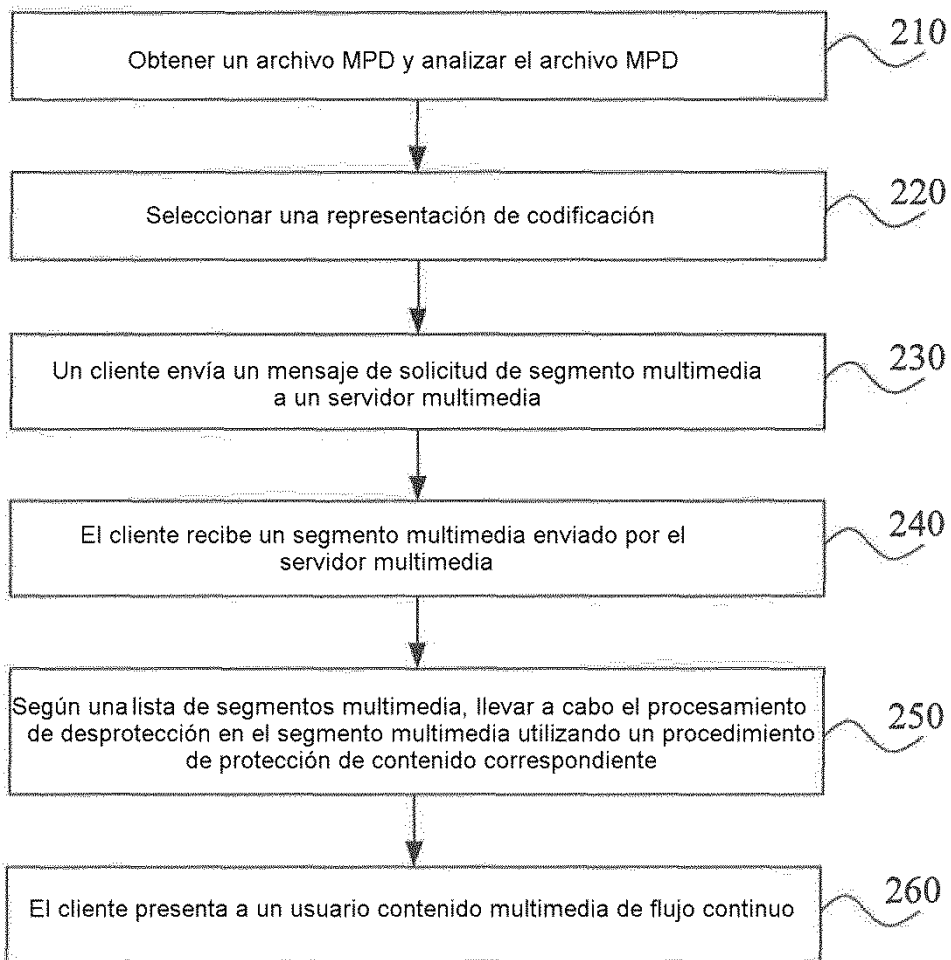 Obtener un archivo MPD y analizar el archivo MPD
210
Seleccionar una representación de codificación
220
Un cliente envía un mensaje de solicitud de segmento multimedia
a un servidor multimedia
230
El cliente recibe un segmento multimedia enviado por el
servidor multimedia
240
Según una lista de segmentos multimedia, llevar a cabo el procesamiento
de desprotección en el segmento multimedia utilizando un procedimiento
de protección de contenido correspondiente
250
El cliente presenta a un usuario contenido multimedia de flujo continuo
260